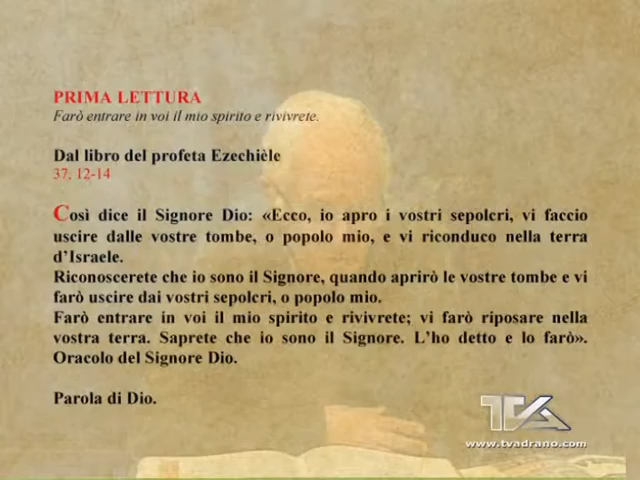 PRIMA LETTURA
Farò entrare in voi il mio spirito e rivivrete.
Dal libro del profeta Ezechièle
37, 12-14
Così dice il Signore Dio: «Ecco, io apro i vostri sepolcri, vi faccio
uscire dalle vostre tombe, o popolo mio, e vi riconduco nella terra
d’Israele.
Riconoscerete che io sono il Signore, quando aprirò le vostre tombe e vi
farò uscire dai vostri sepolcri, o popolo mio.
Farò entrare in voi il mio spirito e rivivrete; vi farò riposare nella
vostra terra. Saprete che io sono il Signore. L’ho detto e lo farò».
Oracolo del Signore Dio.
Parola di Dio.
TVA
www.tvadrano.com